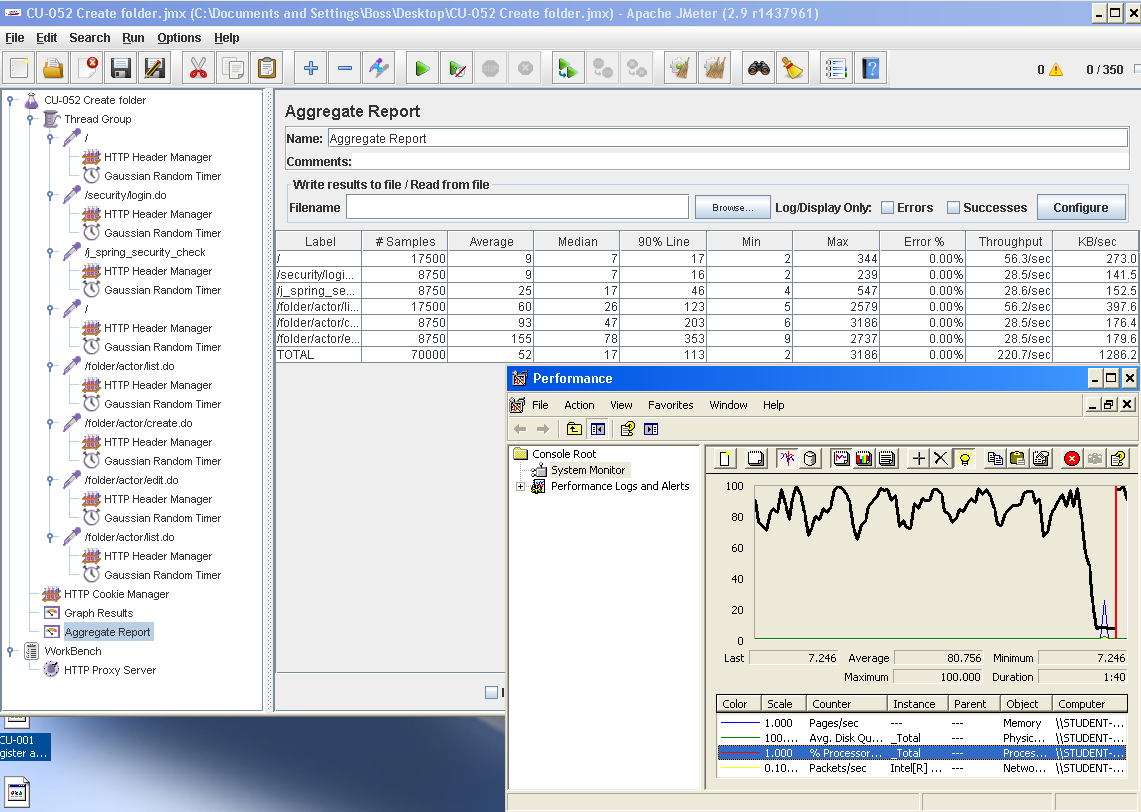 CU-052 Create folder.jmx (C:\Documents and Settings\Boss\Desktop\CU-052 Create folder.jmx) - Apache JMeter (2.9 r1437961)
File Edit Search Run Options Help
0 0 / 350
CU-052 Create folder
Thread Group
/
HTTP Header Manager
Gaussian Random Timer
/security/login.do
HTTP Header Manager
Gaussian Random Timer
/j_spring_security_check
HTTP Header Manager
Gaussian Random Timer
/
HTTP Header Manager
Gaussian Random Timer
/folder/actor/list.do
HTTP Header Manager
Gaussian Random Timer
/folder/actor/create.do
HTTP Header Manager
Gaussian Random Timer
/folder/actor/edit.do
HTTP Header Manager
Gaussian Random Timer
/folder/actor/list.do
HTTP Header Manager
Gaussian Random Timer
HTTP Cookie Manager
Graph Results
Aggregate Report
WorkBench
HTTP Proxy Server
Aggregate Report
Name: Aggregate Report
Comments:
Write results to file / Read from file
Filename Browse... Log/Display Only: Errors Successes Configure
Label # Samples Average Median 90% Line Min Max Error % Throughput KB/sec
/ 17500 9 7 17 2 344 0.00% 56.3/sec 273.0
/security/logi... 8750 9 7 16 2 239 0.00% 28.5/sec 141.5
/j_spring_se... 8750 25 17 46 4 547 0.00% 28.6/sec 152.5
/folder/actor/li... 17500 60 26 123 5 2579 0.00% 56.2/sec 397.6
/folder/actor/c... 8750 93 47 203 6 3186 0.00% 28.5/sec 176.4
/folder/actor/e... 8750 155 78 353 9 2737 0.00% 28.5/sec 179.6
TOTAL 70000 52 17 113 2 3186 0.00% 220.7/sec 1286.2
Performance
File Action View Favorites Window Help
Console Root
System Monitor
Performance Logs and Alerts
100
80
60
40
20
0
Last 7.246 Average 80.756 Minimum 7.246
Maximum 100.000 Duration 1:40
Color Scale Counter Instance Parent Object Computer
1.000 Pages/sec --- --- Memory \\STUDENT-...
100.... Avg. Disk Qu... _Total --- Physic... \\STUDENT-...
1.000 % Processor... _Total --- Proces... \\STUDENT-...
0.10... Packets/sec Intel[R] ... --- Netwo... \\STUDENT-...
CU-001
gister a...